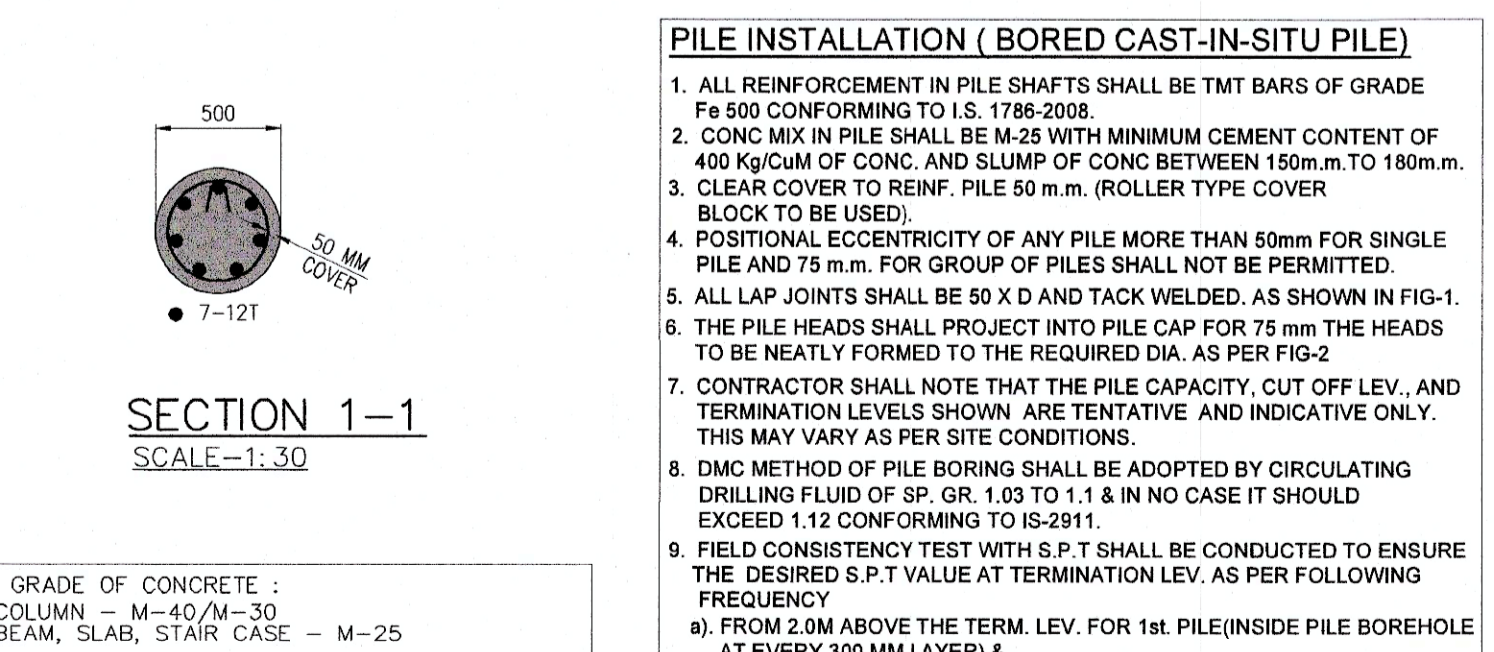 500
50 MM
COVER
7-12T
SECTION 1-1
SCALE-1:30
GRADE OF CONCRETE :
COLUMN - M-40/M-30
BEAM, SLAB, STAIR CASE - M-25
PILE INSTALLATION ( BORED CAST-IN-SITU PILE)
1. ALL REINFORCEMENT IN PILE SHAFTS SHALL BE TMT BARS OF GRADE
Fe 500 CONFORMING TO I.S. 1786-2008.
2. CONC MIX IN PILE SHALL BE M-25 WITH MINIMUM CEMENT CONTENT OF
400 Kg/CuM OF CONC. AND SLUMP OF CONC BETWEEN 150m.m.TO 180m.m.
3. CLEAR COVER TO REINF. PILE 50 m.m. (ROLLER TYPE COVER
BLOCK TO BE USED).
4. POSITIONAL ECCENTRICITY OF ANY PILE MORE THAN 50mm FOR SINGLE
PILE AND 75 m.m. FOR GROUP OF PILES SHALL NOT BE PERMITTED.
5. ALL LAP JOINTS SHALL BE 50 X D AND TACK WELDED. AS SHOWN IN FIG-1.
6. THE PILE HEADS SHALL PROJECT INTO PILE CAP FOR 75 mm THE HEADS
TO BE NEATLY FORMED TO THE REQUIRED DIA. AS PER FIG-2
7. CONTRACTOR SHALL NOTE THAT THE PILE CAPACITY, CUT OFF LEV., AND
TERMINATION LEVELS SHOWN ARE TENTATIVE AND INDICATIVE ONLY.
THIS MAY VARY AS PER SITE CONDITIONS.
8. DMC METHOD OF PILE BORING SHALL BE ADOPTED BY CIRCULATING
DRILLING FLUID OF SP. GR. 1.03 TO 1.1 & IN NO CASE IT SHOULD
EXCEED 1.12 CONFORMING TO IS-2911.
9. FIELD CONSISTENCY TEST WITH S.P.T SHALL BE CONDUCTED TO ENSURE
THE DESIRED S.P.T VALUE AT TERMINATION LEV. AS PER FOLLOWING
FREQUENCY
a). FROM 2.0M ABOVE THE TERM. LEV. FOR 1st. PILE(INSIDE PILE BOREHOLE
AT EVERY 300 MM LAYER) &